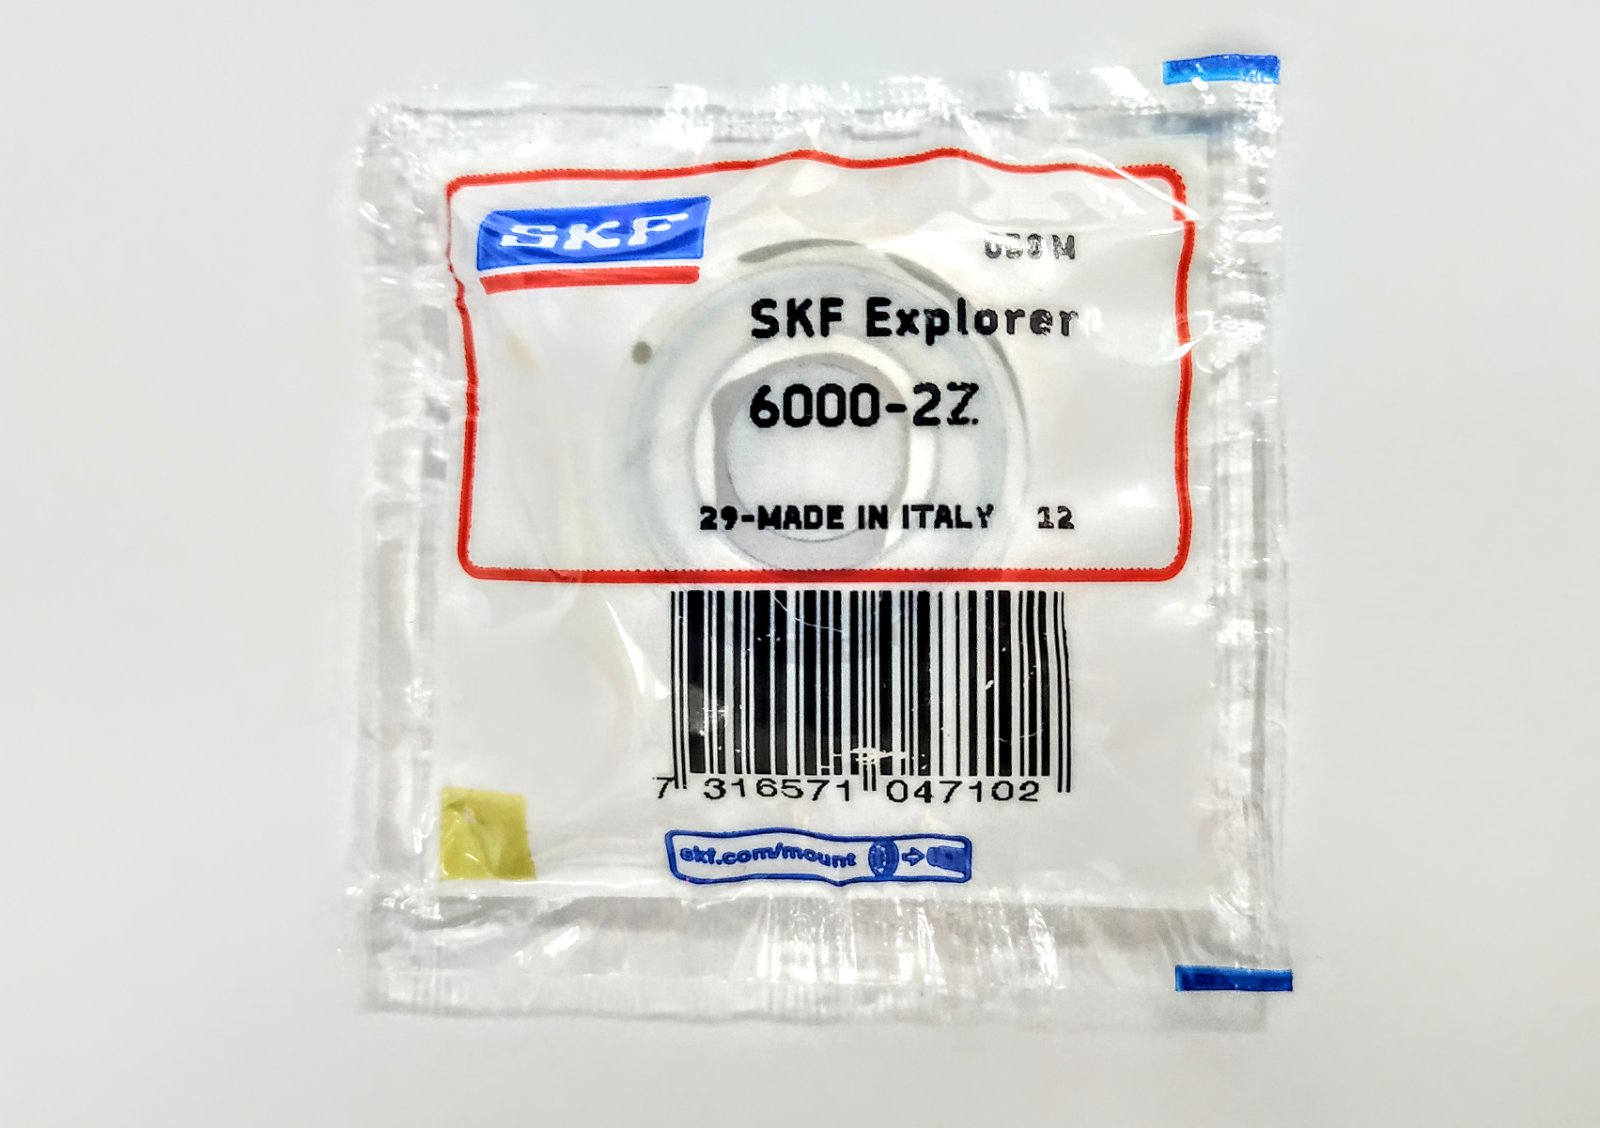 SKF
SKF Explorer
6000-2Z
29-MADE IN ITALY 12
7 316571 047102
skf.com/mount